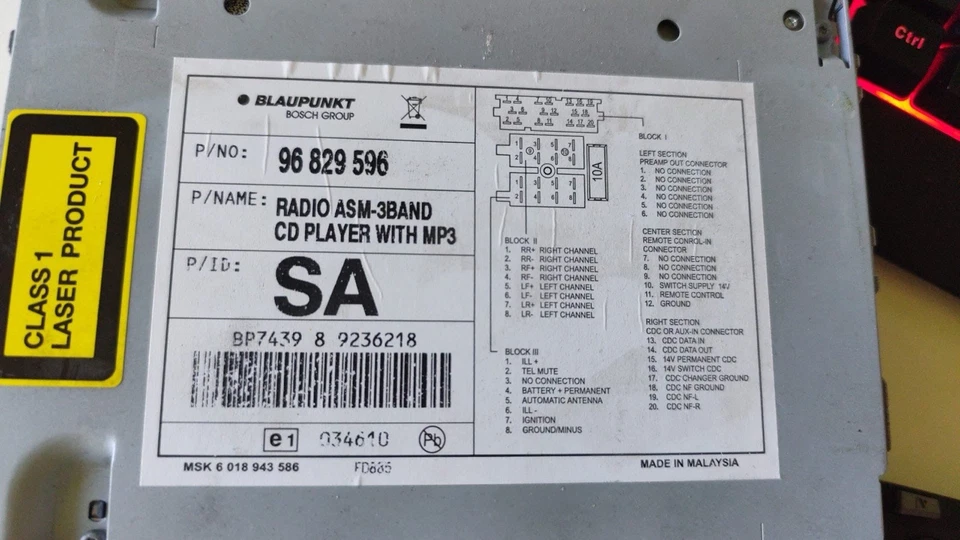 CLASS 1
LASER PRODUCT
BLAUPUNKT
BOSCH GROUP
P/NO: 96 829 596
P/NAME: RADIO ASM-3BAND
CD PLAYER WITH MP3
P/ID: SA
BP7439 8 9236218
e1 034610 Pb
MSK 6 018 943 586
10A
BLOCK I
LEFT SECTION
PREAMP OUT CONNECTOR
1. NO CONNECTION
2. NO CONNECTION
3. NO CONNECTION
4. NO CONNECTION
5. NO CONNECTION
6. NO CONNECTION
CENTER SECTION
REMOTE CONROL-IN
CONNECTOR
7. NO CONNECTION
8. NO CONNECTION
9. NO CONNECTION
10. SWITCH SUPPLY 14V
11. REMOTE CONTROL
12. GROUND
RIGHT SECTION
CDC OR AUX-IN CONNECTOR
13. CDC DATA IN
14. CDC DATA OUT
15. 14V PERMANENT CDC
16. 14V SWITCH CDC
17. CDC CHANGER GROUND
18. CDC NF GROUND
19. CDC NF-L
20. CDC NF-R
BLOCK II
1. RR+ RIGHT CHANNEL
2. RR- RIGHT CHANNEL
3. RF+ RIGHT CHANNEL
4. RF- RIGHT CHANNEL
5. LF+ LEFT CHANNEL
6. LF- LEFT CHANNEL
7. LR+ LEFT CHANNEL
8. LR- LEFT CHANNEL
BLOCK III
1. ILL +
2. TEL MUTE
3. NO CONNECTION
4. BATTERY + PERMANENT
5. AUTOMATIC ANTENNA
6. ILL -
7. IGNITION
8. GROUND/MINUS
MADE IN MALAYSIA
Ctrl